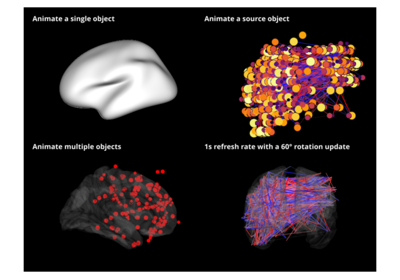 Animate a single object
Animate a source object
Animate multiple objects
1s refresh rate with a 60° rotation update